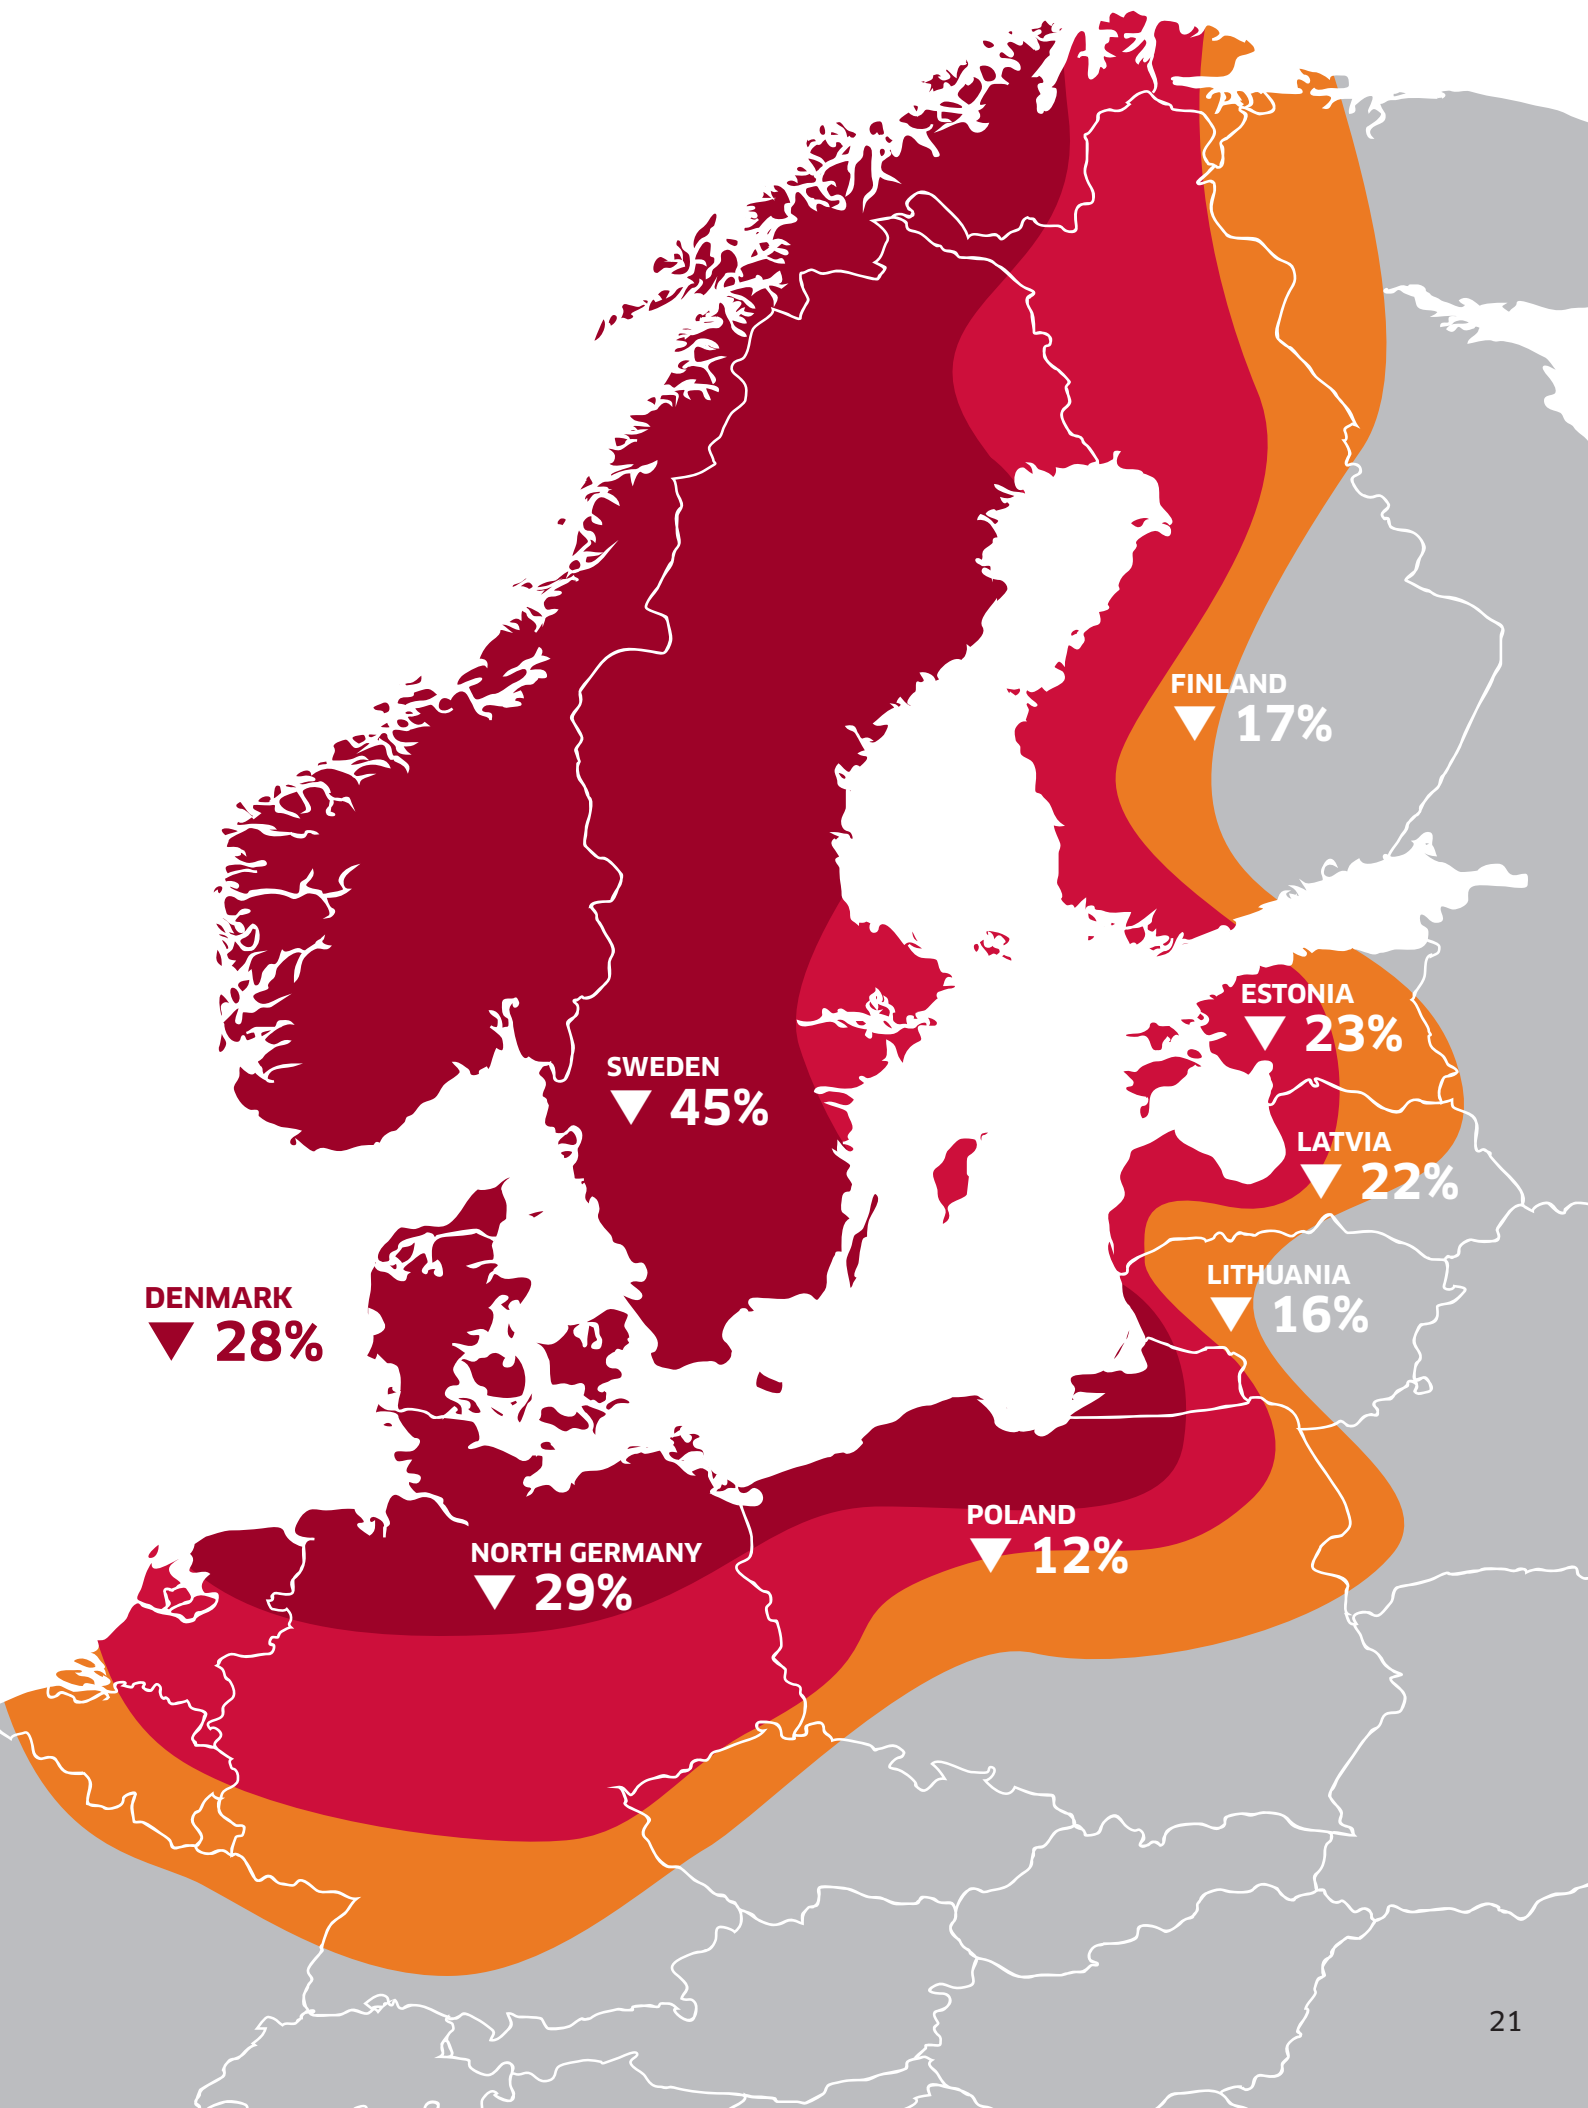 FINLAND
▼ 17%
ESTONIA
▼ 23%
SWEDEN
▼ 45%
LATVIA
▼ 22%
LITHUANIA
▼ 16%
DENMARK
▼ 28%
POLAND
▼ 12%
NORTH GERMANY
▼ 29%
21